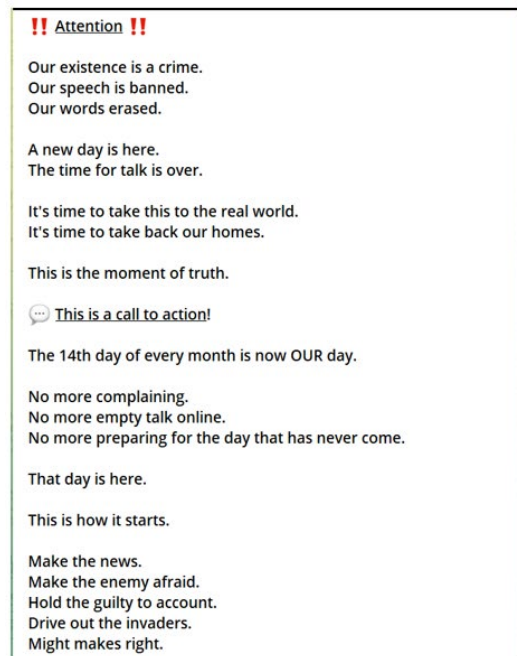 ‼️ Attention ‼️
Our existence is a crime.
Our speech is banned.
Our words erased.
A new day is here.
The time for talk is over.
It's time to take this to the real world.
It's time to take back our homes.
This is the moment of truth.
💬 This is a call to action!
The 14th day of every month is now OUR day.
No more complaining.
No more empty talk online.
No more preparing for the day that has never come.
That day is here.
This is how it starts.
Make the news.
Make the enemy afraid.
Hold the guilty to account.
Drive out the invaders.
Might makes right.